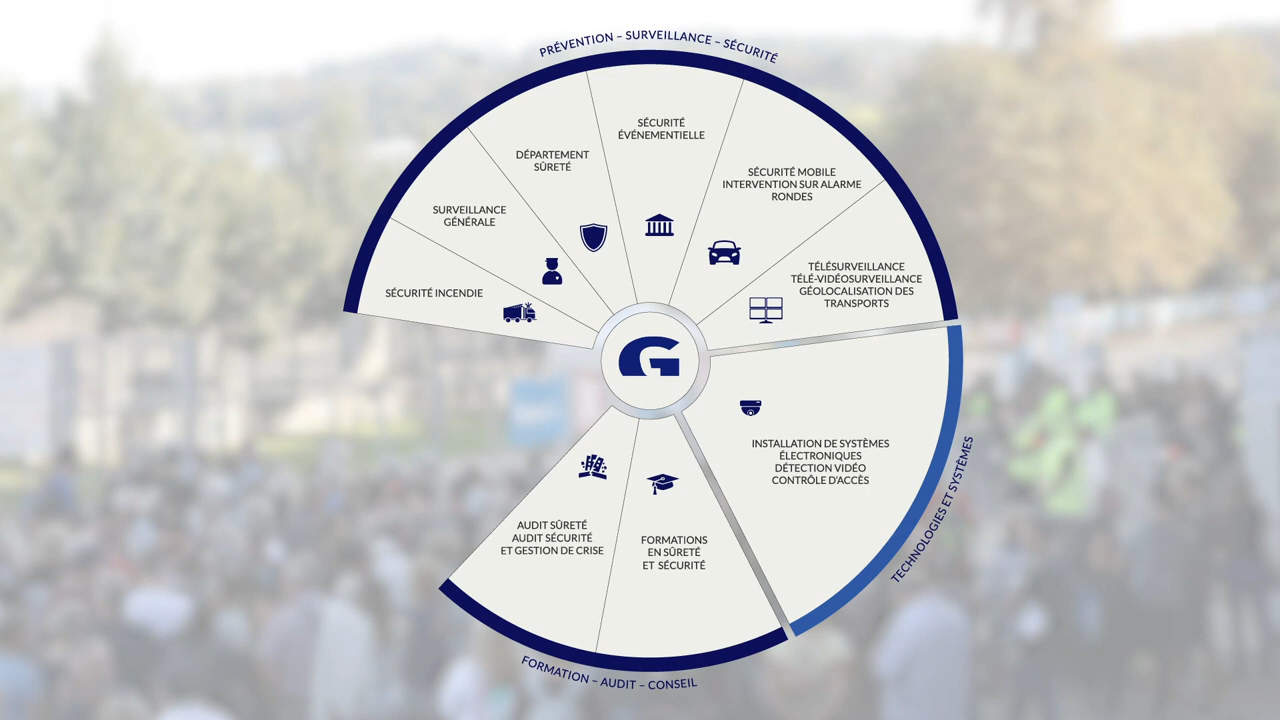 PRÉVENTION – SURVEILLANCE – SÉCURITÉ
SÉCURITÉ
ÉVÉNEMENTIELLE
DÉPARTEMENT
SÛRETÉ
SÉCURITÉ MOBILE
INTERVENTION SUR ALARME
RONDES
SURVEILLANCE
GÉNÉRALE
TÉLÉSURVEILLANCE
TÉLÉ-VIDÉOSURVEILLANCE
GÉOLOCALISATION DES
TRANSPORTS
SÉCURITÉ INCENDIE
G
INSTALLATION DE SYSTÈMES
ÉLECTRONIQUES
DÉTECTION VIDÉO
CONTRÔLE D'ACCÈS
TECHNOLOGIES ET SYSTÈMES
AUDIT SÛRETÉ
AUDIT SÉCURITÉ
ET GESTION DE CRISE
FORMATIONS
EN SÛRETÉ
ET SÉCURITÉ
FORMATION – AUDIT – CONSEIL